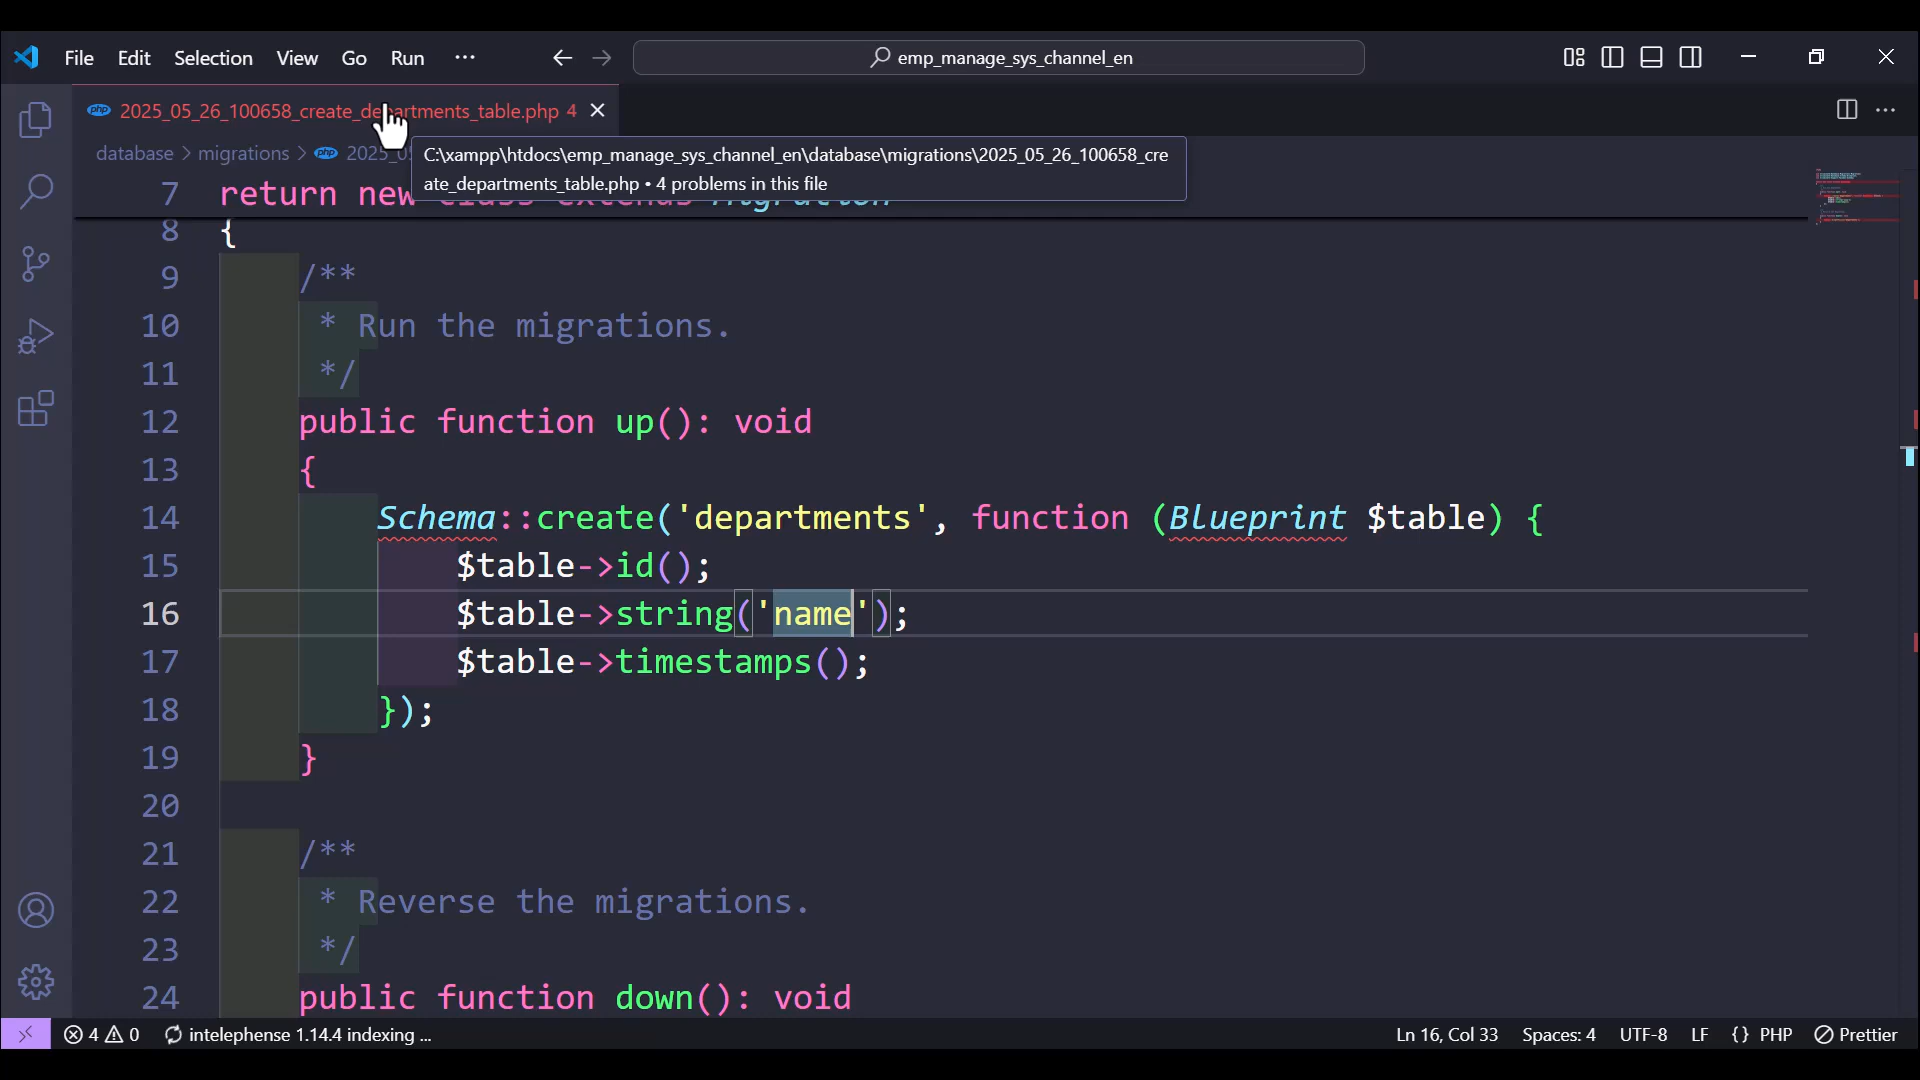 File Edit Selection View Go Run ··· emp_manage_sys_channel_en
2025_05_26_100658_create_departments_table.php 4
database > migrations > 2025_05
C:\xampp\htdocs\emp_manage_sys_channel_en\database\migrations\2025_05_26_100658_cre
ate_departments_table.php • 4 problems in this file
7 return new class extends Migration
8 {
9 /**
10 * Run the migrations.
11 */
12 public function up(): void
13 {
14 Schema::create('departments', function (Blueprint $table) {
15 $table->id();
16 $table->string('name');
17 $table->timestamps();
18 });
19 }
20
21 /**
22 * Reverse the migrations.
23 */
24 public function down(): void
4 0 intelephense 1.14.4 indexing ... Ln 16, Col 33 Spaces: 4 UTF-8 LF {} PHP Prettier